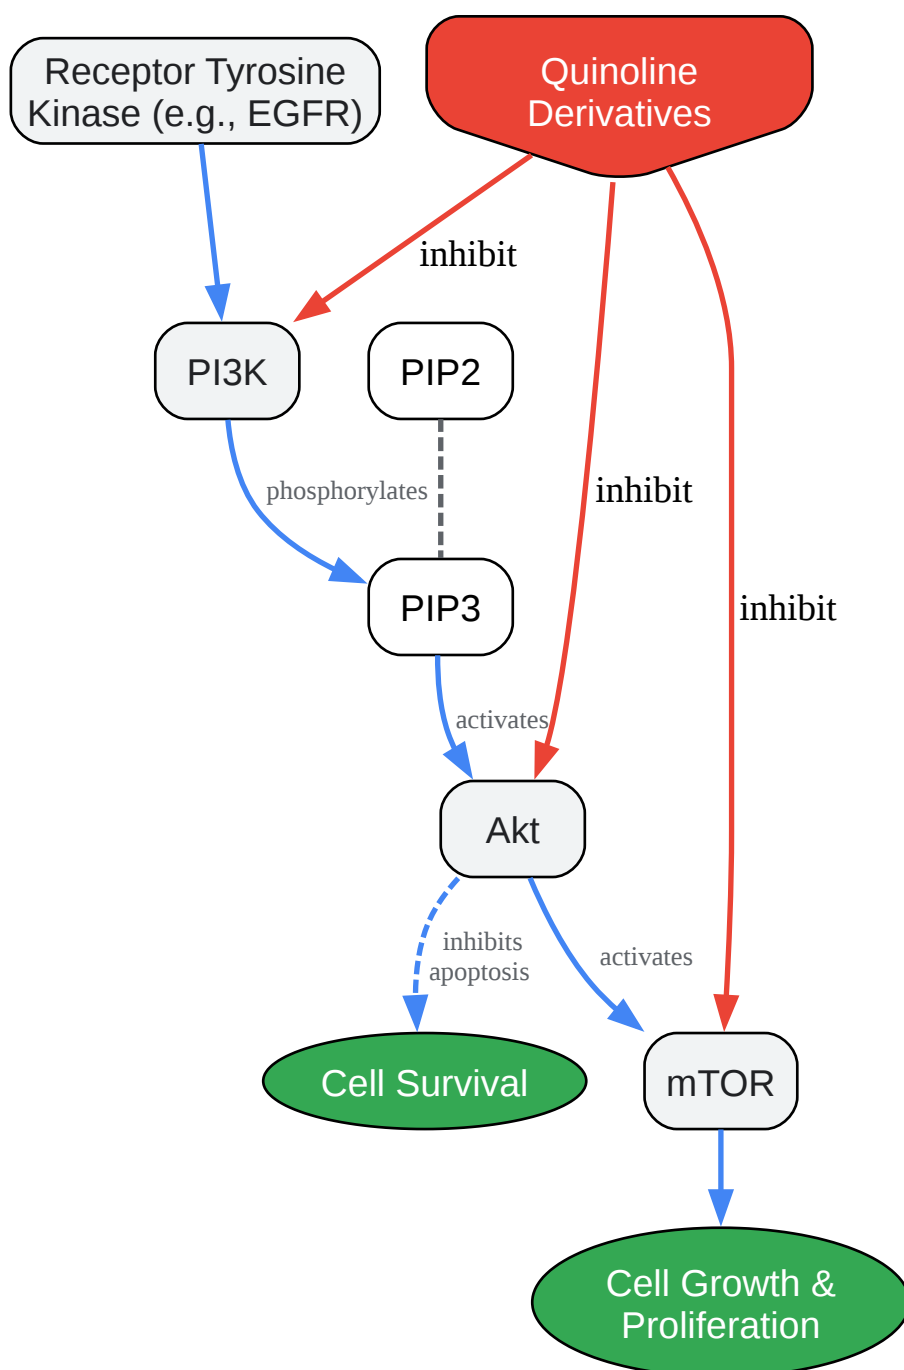 Receptor Tyrosine
Kinase (e.g., EGFR)
Quinoline
Derivatives
inhibit
PI3K
PIP2
phosphorylates
inhibit
PIP3
inhibit
activates
Akt
inhibits
apoptosis
activates
Cell Survival
mTOR
Cell Growth &
Proliferation